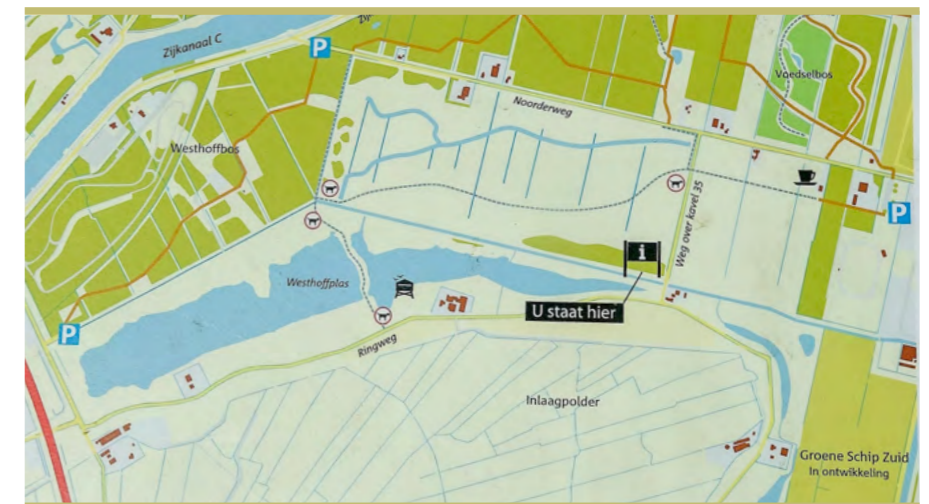 Zijkanaal C
P
Voedselbos
Noorderweg
Westhoffbos
Weg over kavel 35
P
i
Westhoffplas
U staat hier
P
Ringweg
Inlaagpolder
Groene Schip Zuid
In ontwikkeling